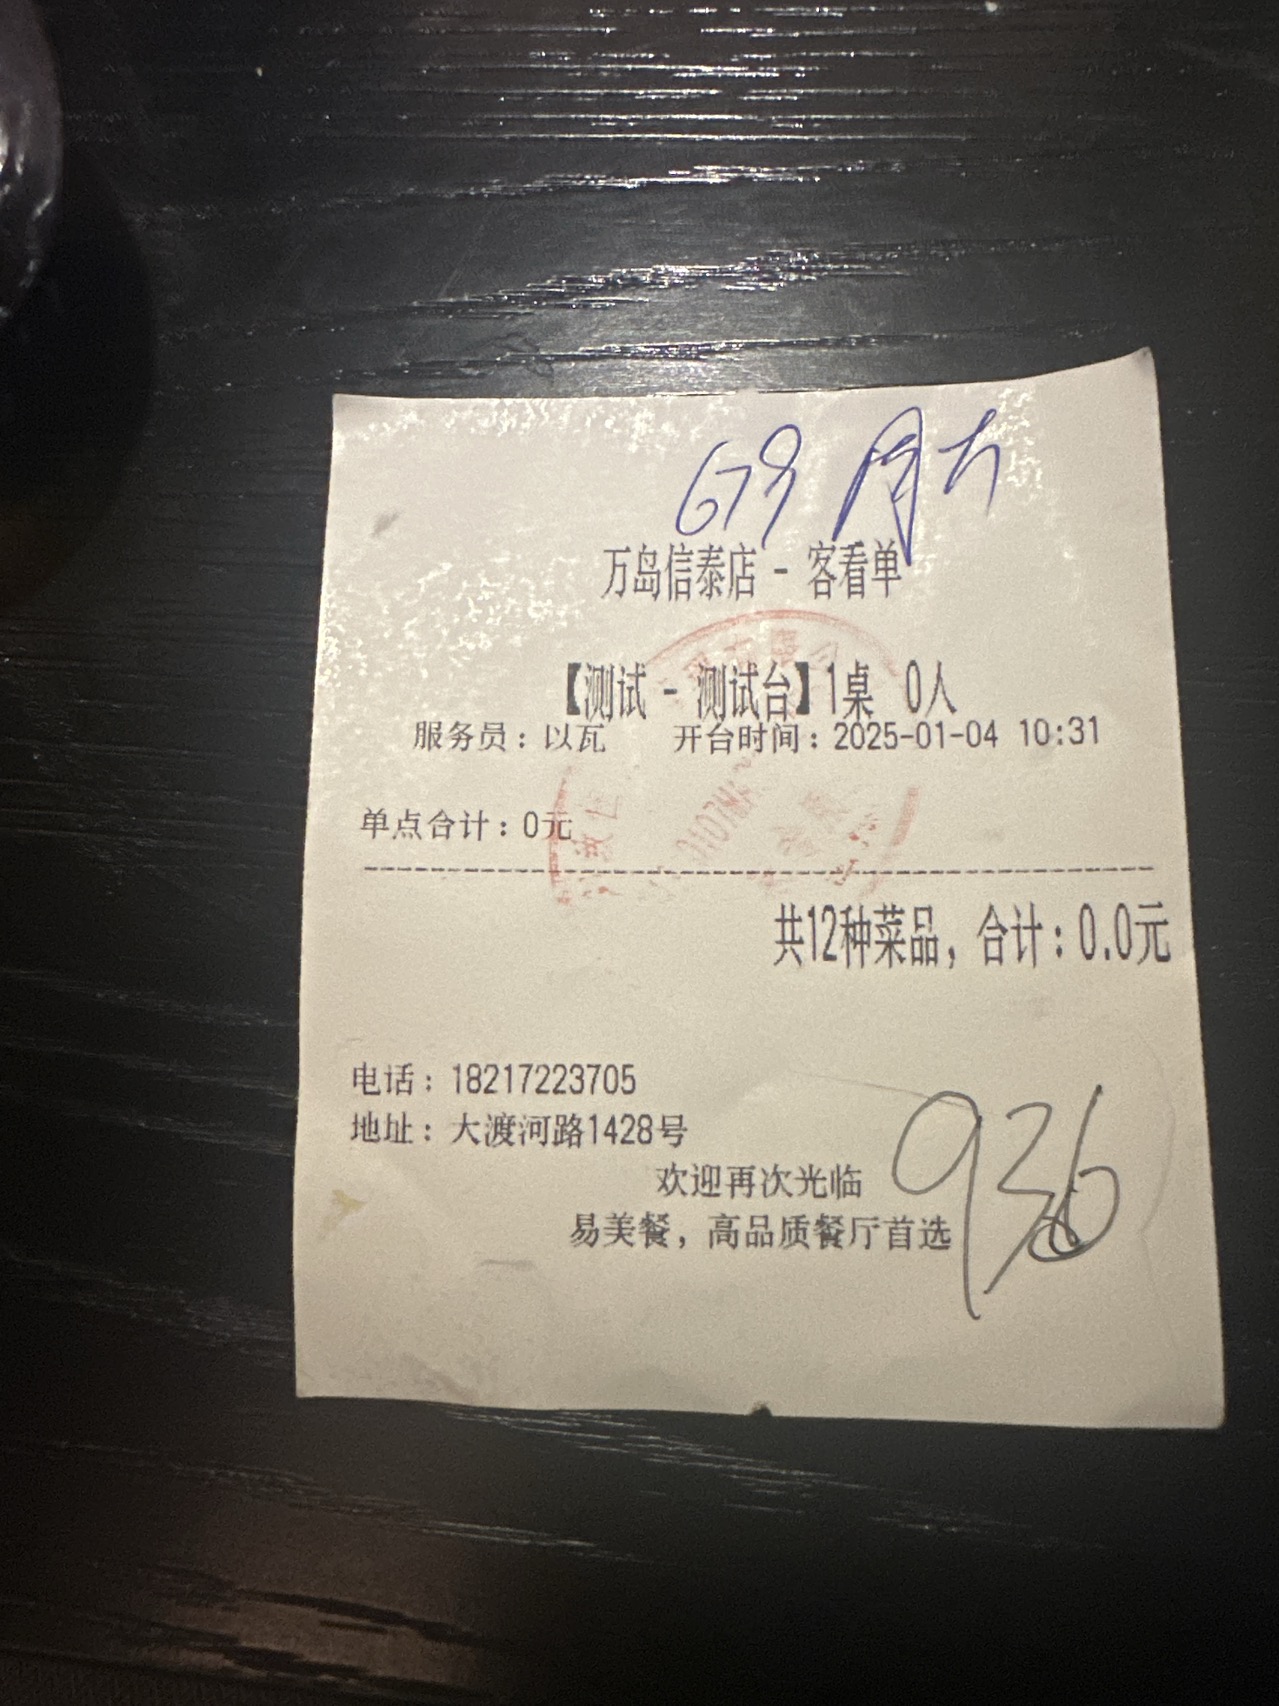 679
万岛信泰店 - 客看单
【测试 - 测试台】1桌 0人
服务员：以瓦 开台时间：2025-01-04 10:31
单点合计：0元
共12种菜品，合计：0.0元
电话：18217223705
地址：大渡河路1428号
欢迎再次光临
易美餐，高品质餐厅首选
936